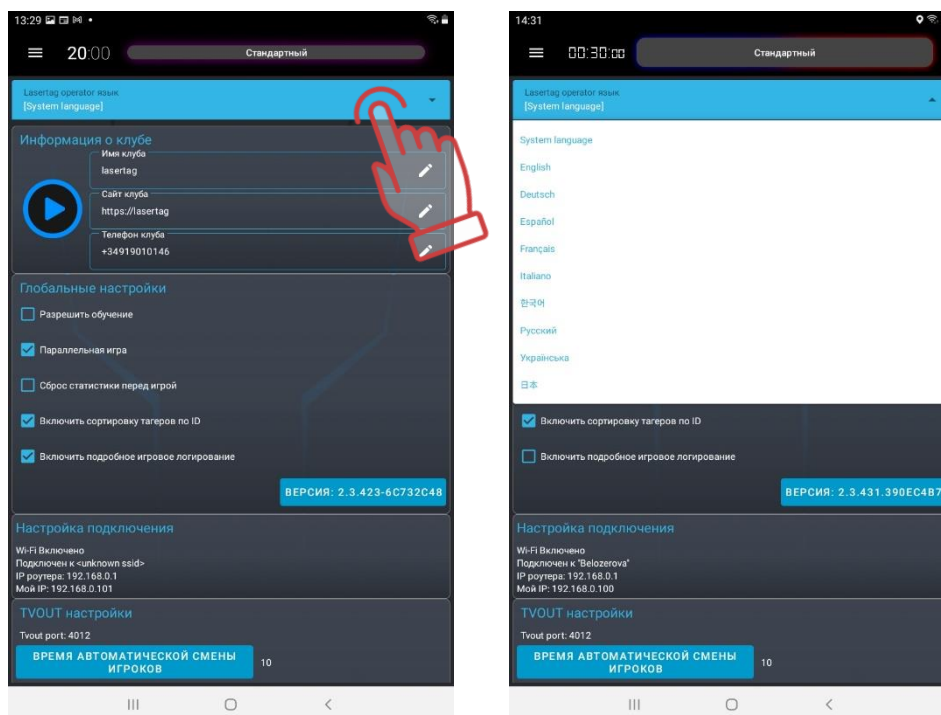 13:29
20:00
Стандартный
Lasertag operator язык
[System language]
Информация о клубе
Имя клуба
lasertag
Сайт клуба
https://lasertag
Телефон клуба
+34919010146
Глобальные настройки
Разрешить обучение
Параллельная игра
Сброс статистики перед игрой
Включить сортировку тагеров по ID
Включить подробное игровое логирование
ВЕРСИЯ: 2.3.423-6C732C48
Настройка подключения
Wi-Fi Включено
Подключен к <unknown ssid>
IP роутера: 192.168.0.1
Мой IP: 192.168.0.101
TVOUT настройки
Tvout port: 4012
ВРЕМЯ АВТОМАТИЧЕСКОЙ СМЕНЫ
ИГРОКОВ
10
14:31
00:30:00
Стандартный
Lasertag operator язык
[System language]
System language
English
Deutsch
Español
Français
Italiano
한국어
Русский
Українська
日本
Включить сортировку тагеров по ID
Включить подробное игровое логирование
ВЕРСИЯ: 2.3.431.390EC4B7
Настройка подключения
Wi-Fi Включено
Подключен к "Belozerova"
IP роутера: 192.168.0.1
Мой IP: 192.168.0.100
TVOUT настройки
Tvout port: 4012
ВРЕМЯ АВТОМАТИЧЕСКОЙ СМЕНЫ
ИГРОКОВ
10